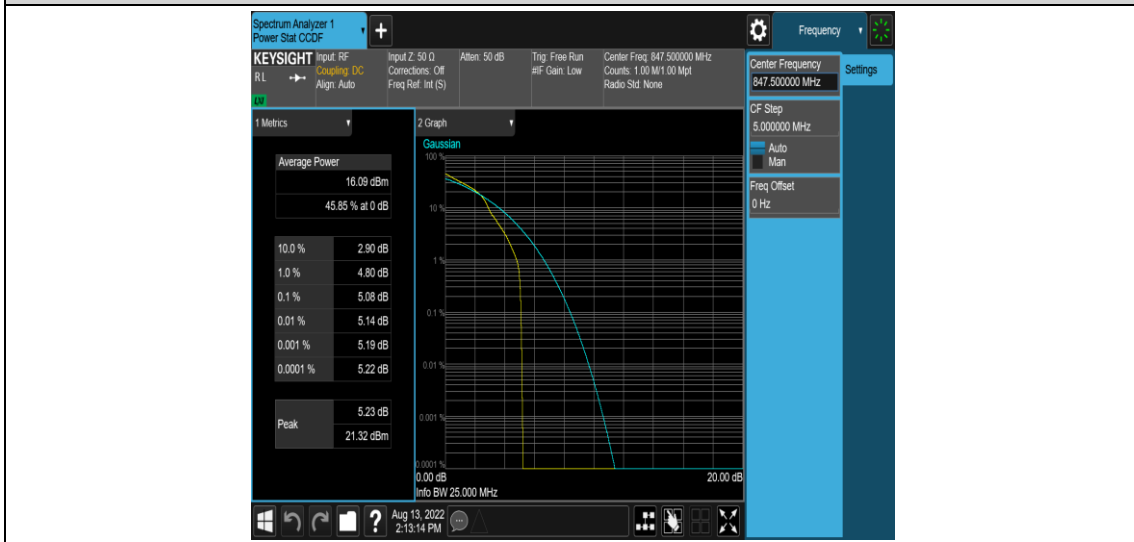 Spectrum Analyzer 1
Power Stat CCDF
+
Frequency
KEYSIGHT
RL
LXI
Input: RF
Coupling: DC
Align: Auto
Input Z: 50 Ω
Corrections: Off
Freq Ref: Int (S)
Atten: 50 dB
Trig: Free Run
#IF Gain: Low
Center Freq: 847.500000 MHz
Counts: 1.00 M/1.00 Mpt
Radio Std: None
Center Frequency
847.500000 MHz
Settings
CF Step
5.000000 MHz
Auto
Man
Freq Offset
0 Hz
1 Metrics
Average Power
16.09 dBm
45.85 % at 0 dB
10.0 % 2.90 dB
1.0 % 4.80 dB
0.1 % 5.08 dB
0.01 % 5.14 dB
0.001 % 5.19 dB
0.0001 % 5.22 dB
Peak
5.23 dB
21.32 dBm
2 Graph
Gaussian
100 %
10 %
1 %
0.1 %
0.01 %
0.001 %
0.0001 %
0.00 dB 20.00 dB
Info BW 25.000 MHz
?
Aug 13, 2022
2:13:14 PM